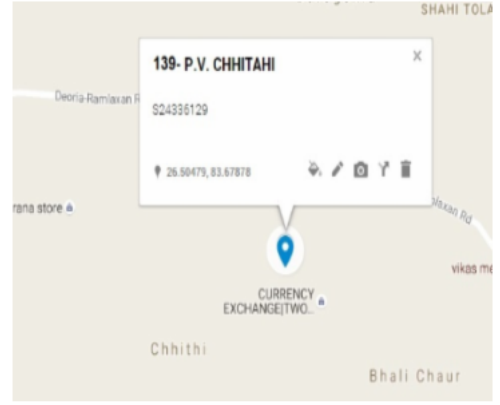 SHAHI TOLA
139- P.V. CHHITAHI
×
S24336129
Deoria-Ramlaxan R
26.50479, 83.67878
rana store
laxan Rd
vikas me
CURRENCY
EXCHANGE|TWO...
Chhithi
Bhali Chaur